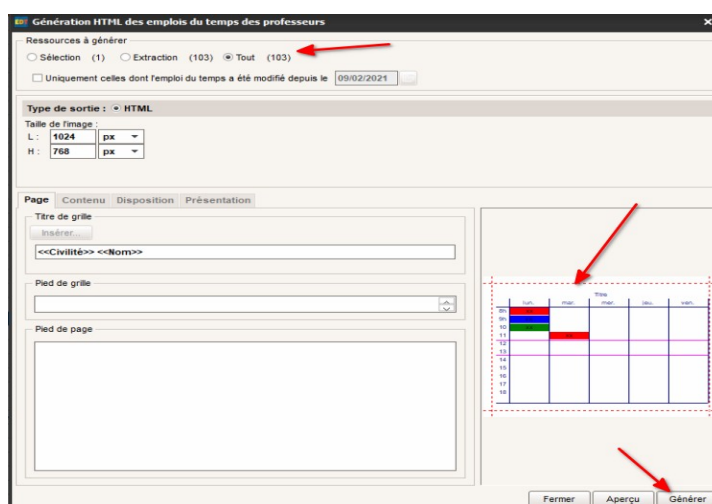 EDT Génération HTML des emplois du temps des professeurs
Ressources à générer
Sélection (1) Extraction (103) Tout (103)
Uniquement celles dont l'emploi du temps a été modifié depuis le 09/02/2021
Type de sortie : HTML
Taille de l'image :
L : 1024 px
H : 768 px
Page Contenu Disposition Présentation
Titre de grille
Insérer...
<<Civilité>> <<Nom>>
Pied de grille
Pied de page
Titre
lun. mar. mer. jeu. ven.
8h
9h
10
11
12
13
14
15
16
17
18
Fermer Aperçu Générer